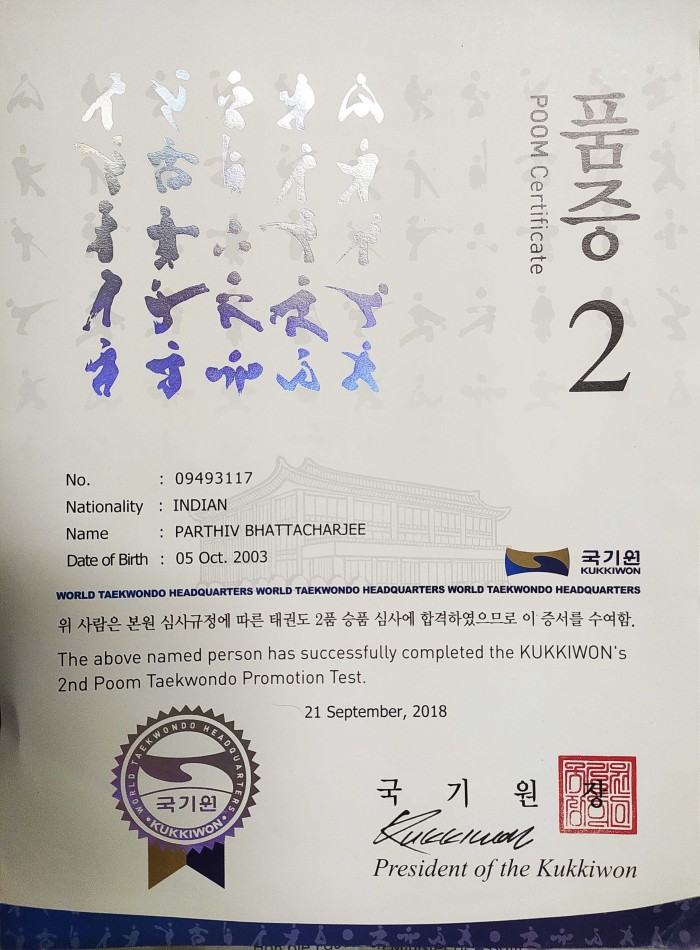 품증
POOM Certificate
2
No. : 09493117
Nationality : INDIAN
Name : PARTHIV BHATTACHARJEE
Date of Birth : 05 Oct. 2003
국기원
KUKKIWON
WORLD TAEKWONDO HEADQUARTERS WORLD TAEKWONDO HEADQUARTERS WORLD TAEKWONDO HEADQUARTERS
위 사람은 본원 심사규정에 따른 태권도 2품 승품 심사에 합격하였으므로 이 증서를 수여함.
The above named person has successfully completed the KUKKIWON's
2nd Poom Taekwondo Promotion Test.
21 September, 2018
WORLD TAEKWONDO HEADQUARTERS
국기원
KUKKIWON
국 기 원 장
Kukkiwon
President of the Kukkiwon